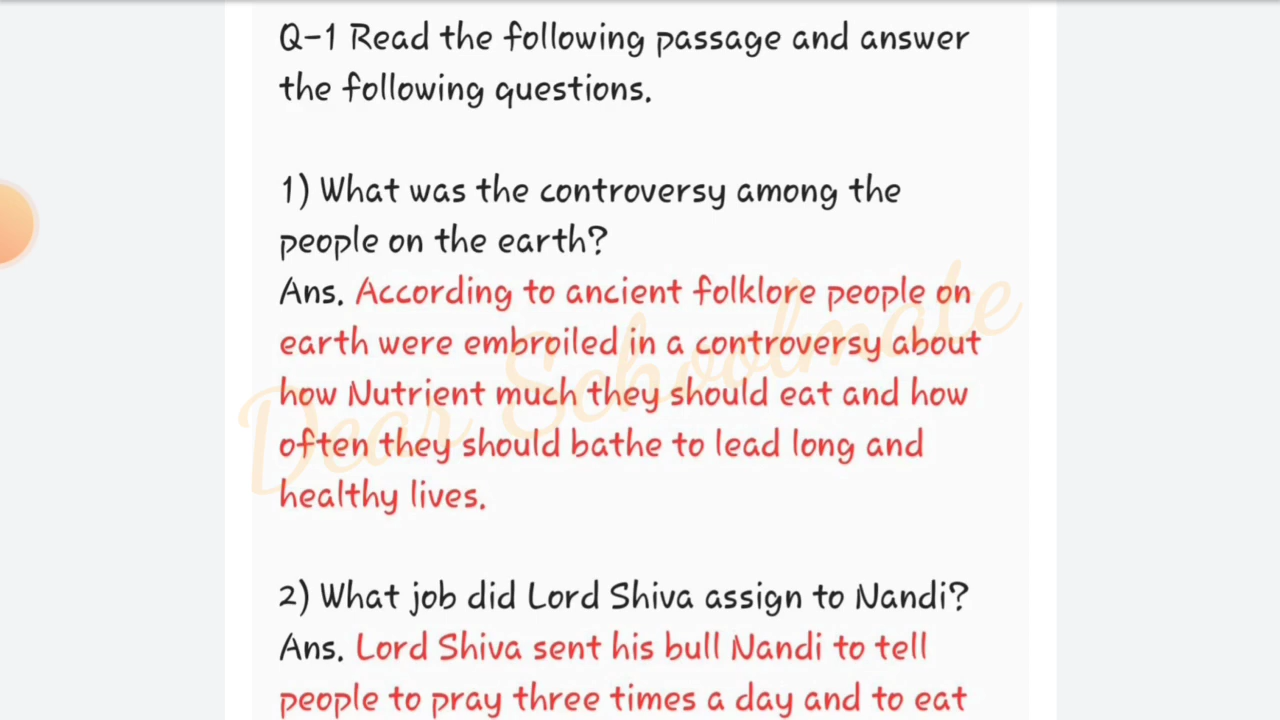 Q-1 Read the following passage and answer
the following questions.
1) What was the controversy among the
people on the earth?
Ans. According to ancient folklore people on
earth were embroiled in a controversy about
how Nutrient much they should eat and how
often they should bathe to lead long and
healthy lives.
Dear Schoolmate
2) What job did Lord Shiva assign to Nandi?
Ans. Lord Shiva sent his bull Nandi to tell
people to pray three times a day and to eat